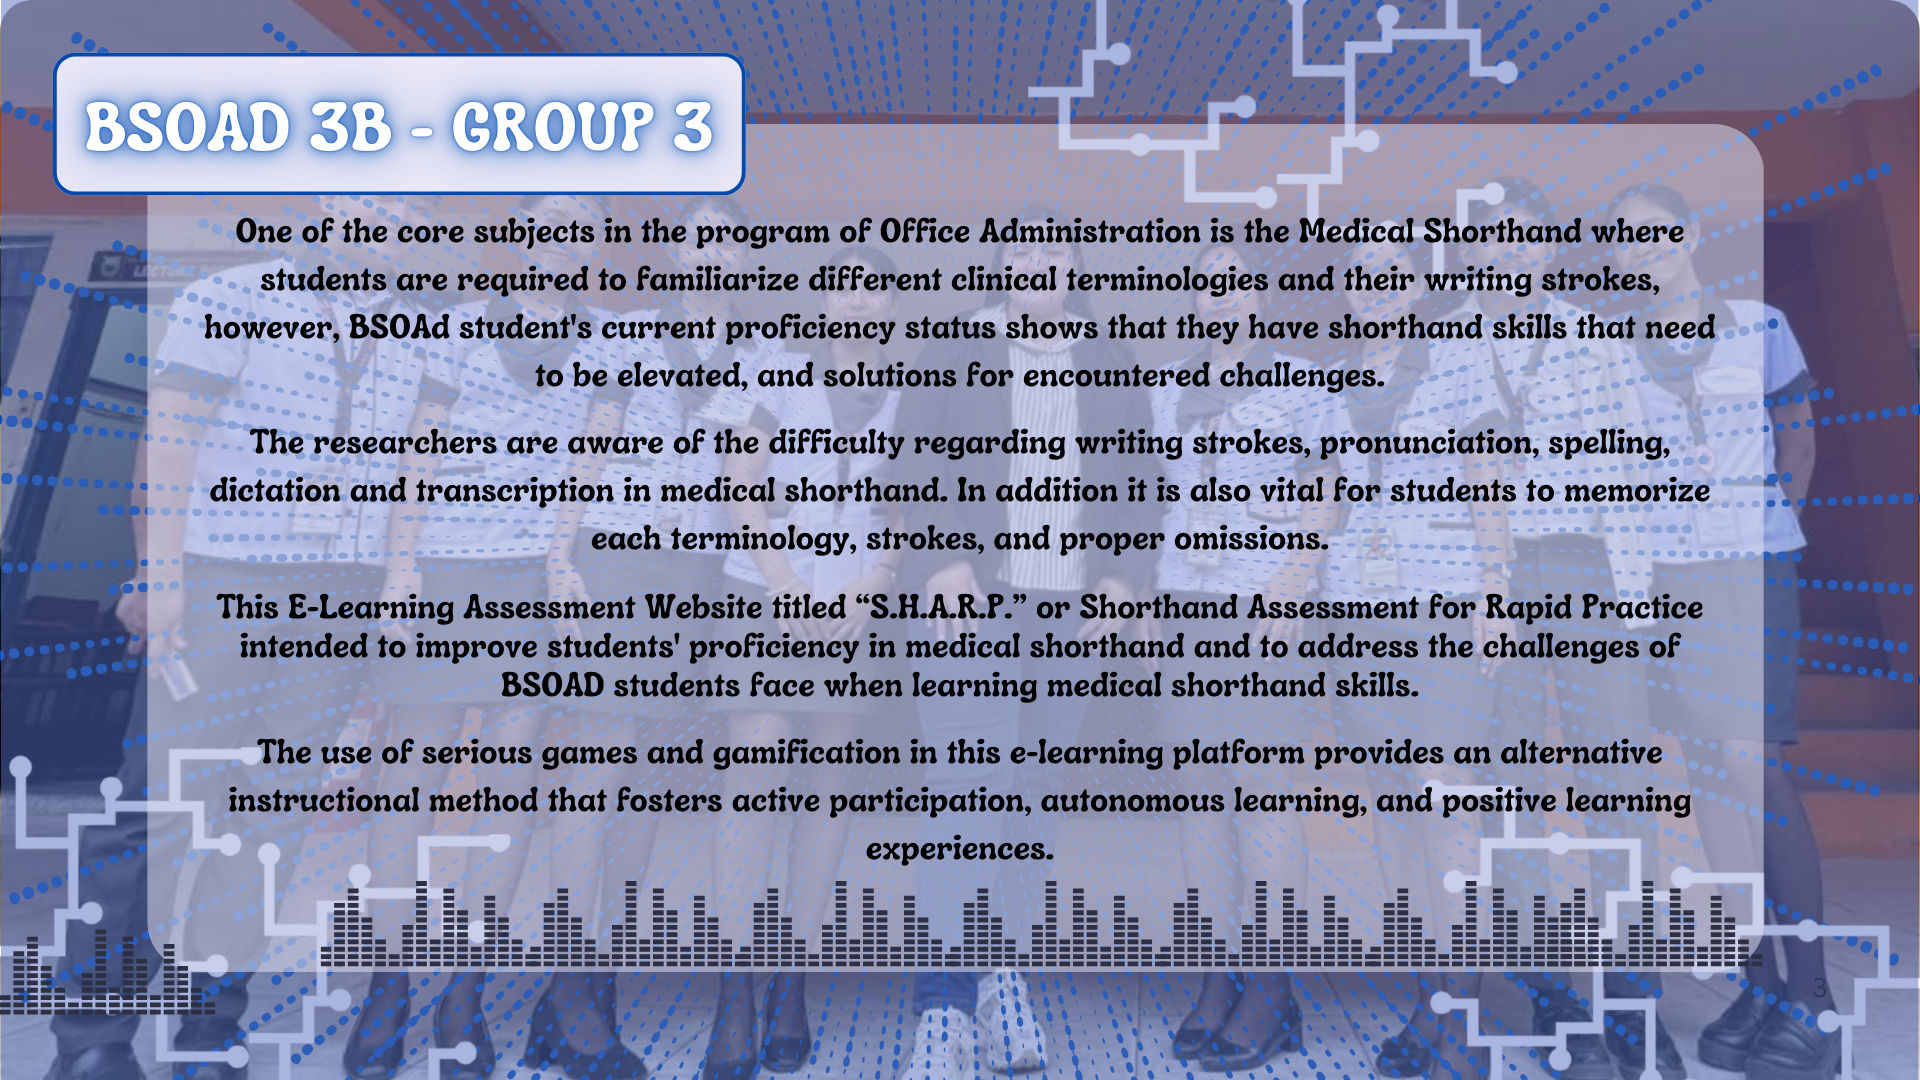 BSOAD 3B - GROUP 3
One of the core subjects in the program of Office Administration is the Medical Shorthand where
students are required to familiarize different clinical terminologies and their writing strokes,
however, BSOAd student's current proficiency status shows that they have shorthand skills that need
to be elevated, and solutions for encountered challenges.
The researchers are aware of the difficulty regarding writing strokes, pronunciation, spelling,
dictation and transcription in medical shorthand. In addition it is also vital for students to memorize
each terminology, strokes, and proper omissions.
This E-Learning Assessment Website titled “S.H.A.R.P.” or Shorthand Assessment for Rapid Practice
intended to improve students' proficiency in medical shorthand and to address the challenges of
BSOAD students face when learning medical shorthand skills.
The use of serious games and gamification in this e-learning platform provides an alternative
instructional method that fosters active participation, autonomous learning, and positive learning
experiences.
3